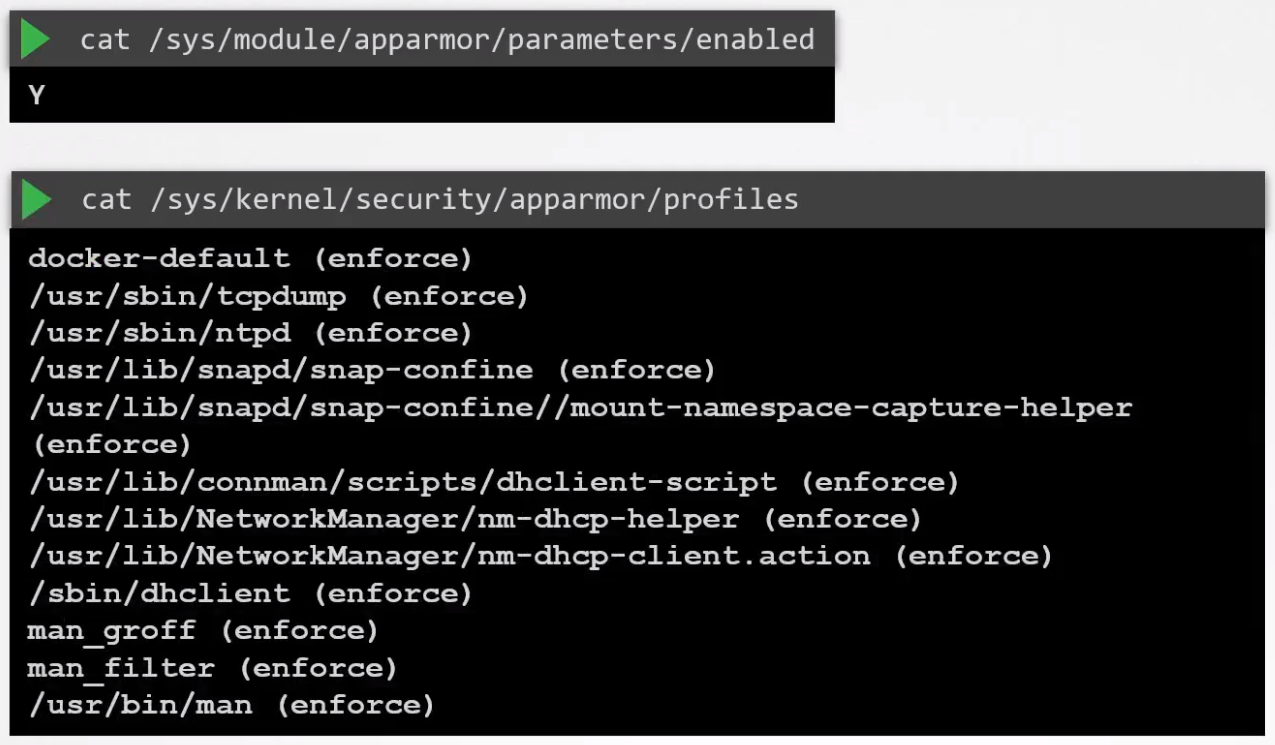 cat /sys/module/apparmor/parameters/enabled
Y
cat /sys/kernel/security/apparmor/profiles
docker-default (enforce)
/usr/sbin/tcpdump (enforce)
/usr/sbin/ntpd (enforce)
/usr/lib/snapd/snap-confine (enforce)
/usr/lib/snapd/snap-confine//mount-namespace-capture-helper
(enforce)
/usr/lib/connman/scripts/dhclient-script (enforce)
/usr/lib/NetworkManager/nm-dhcp-helper (enforce)
/usr/lib/NetworkManager/nm-dhcp-client.action (enforce)
/sbin/dhclient (enforce)
man_groff (enforce)
man_filter (enforce)
/usr/bin/man (enforce)